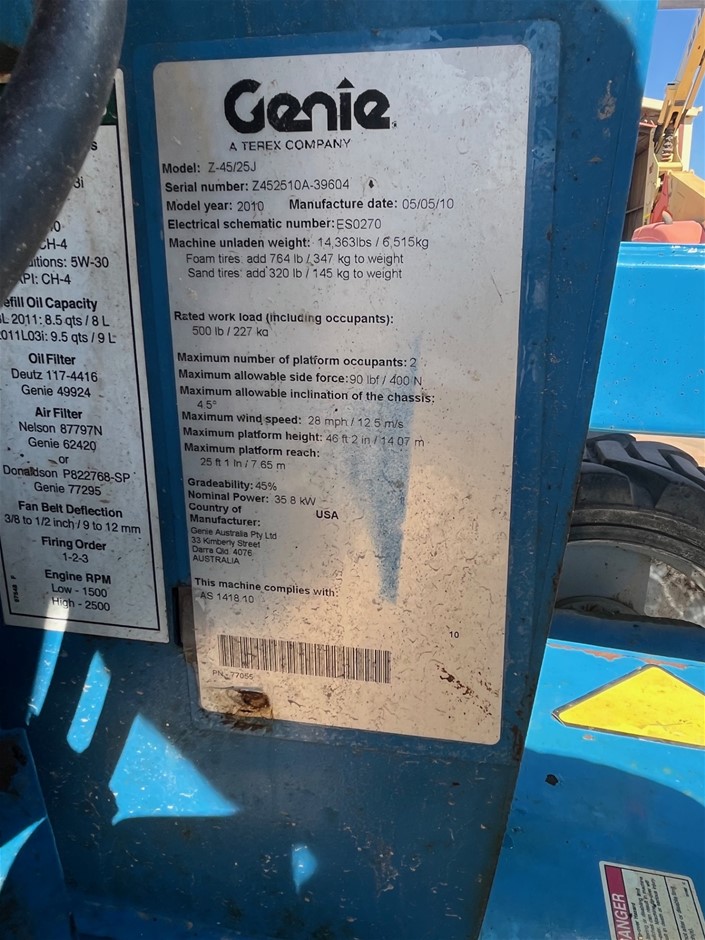 Genie
A TEREX COMPANY
Model: Z-45/25J
Serial number: Z452510A-39604
Model year: 2010 Manufacture date: 05/05/10
Electrical schematic number: ES0270
Machine unladen weight: 14,363lbs / 6,515kg
Foam tires: add 764 lb / 347 kg to weight
Sand tires: add 320 lb / 145 kg to weight
Rated work load (including occupants):
500 lb / 227 kg
Maximum number of platform occupants: 2
Maximum allowable side force: 90 lbf / 400 N
Maximum allowable inclination of the chassis:
4.5°
Maximum wind speed: 28 mph / 12.5 m/s
Maximum platform height: 46 ft 2 in / 14.07 m
Maximum platform reach:
25 ft 1 In / 7.65 m
Gradeability: 45%
Nominal Power: 35.8 kW
Country of
Manufacturer: USA
Genie Australia Pty Ltd
33 Kimberly Street
Darra Qld. 4076
AUSTRALIA
This machine complies with:
AS 1418.10
10
PN - 77055
CH-4
5W-30
API: CH-4
efill Oil Capacity
L 2011: 8.5 qts / 8 L
2011L03i: 9.5 qts / 9 L
Oil Filter
Deutz 117-4416
Genie 49924
Air Filter
Nelson 87797N
Genie 62420
or
Donaldson P822768-SP
Genie 77295
Fan Belt Deflection
3/8 to 1/2 inch / 9 to 12 mm
Firing Order
1-2-3
Engine RPM
Low - 1500
High - 2500
ANGER